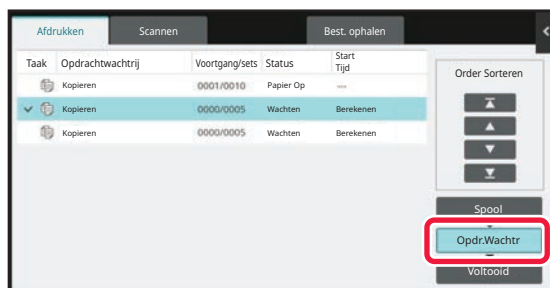 Afdrukken Scannen Best. ophalen
Taak Opdrachtwachtrij Voortgang/sets Status Start Tijd
Order Sorteren
Kopieren 0001/0010 Papier Op ---
Kopieren 0000/0005 Wachten Berekenen
Kopieren 0000/0005 Wachten Berekenen
Spool
Opdr.Wachtr
Voltooid